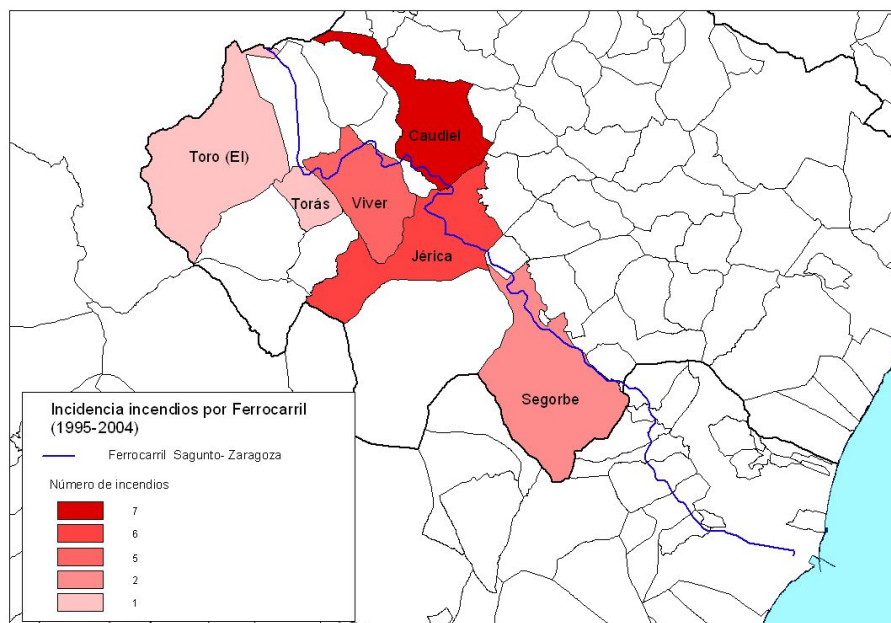 Caudiel
Toro (El)
Torás
Viver
Jérica
Segorbe
Incidencia incendios por Ferrocarril
(1995-2004)
Ferrocarril Sagunto- Zaragoza
Número de incendios
7
6
5
2
1